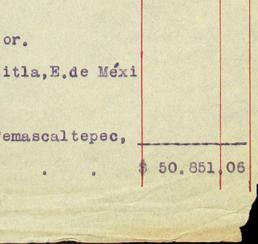 or.
itla,E.de Méxi
emascaltepec,
. . $ 50.851,06